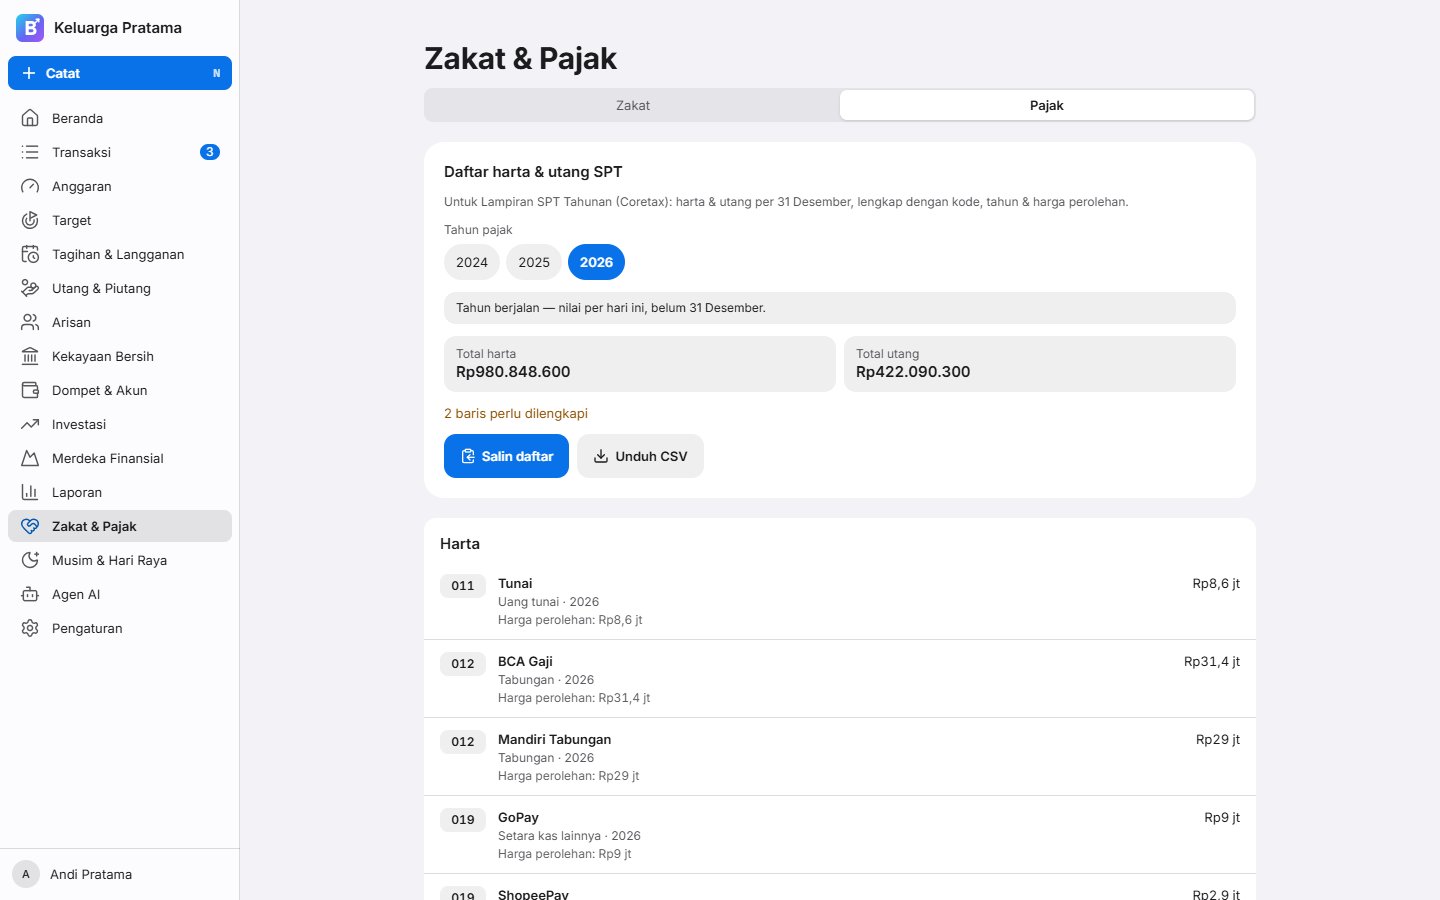 Keluarga Pratama
Catat N
Beranda
Transaksi 3
Anggaran
Target
Tagihan & Langganan
Utang & Piutang
Arisan
Kekayaan Bersih
Dompet & Akun
Investasi
Merdeka Finansial
Laporan
Zakat & Pajak
Musim & Hari Raya
Agen AI
Pengaturan
A Andi Pratama
Zakat & Pajak
Zakat Pajak
Daftar harta & utang SPT
Untuk Lampiran SPT Tahunan (Coretax): harta & utang per 31 Desember, lengkap dengan kode, tahun & harga perolehan.
Tahun pajak
2024 2025 2026
Tahun berjalan — nilai per hari ini, belum 31 Desember.
Total harta
Rp980.848.600
Total utang
Rp422.090.300
2 baris perlu dilengkapi
Salin daftar Unduh CSV
Harta
011 Tunai Rp8,6 jt
Uang tunai · 2026
Harga perolehan: Rp8,6 jt
012 BCA Gaji Rp31,4 jt
Tabungan · 2026
Harga perolehan: Rp31,4 jt
012 Mandiri Tabungan Rp29 jt
Tabungan · 2026
Harga perolehan: Rp29 jt
019 GoPay Rp9 jt
Setara kas lainnya · 2026
Harga perolehan: Rp9 jt
019 ShopeePay Rp2,9 jt